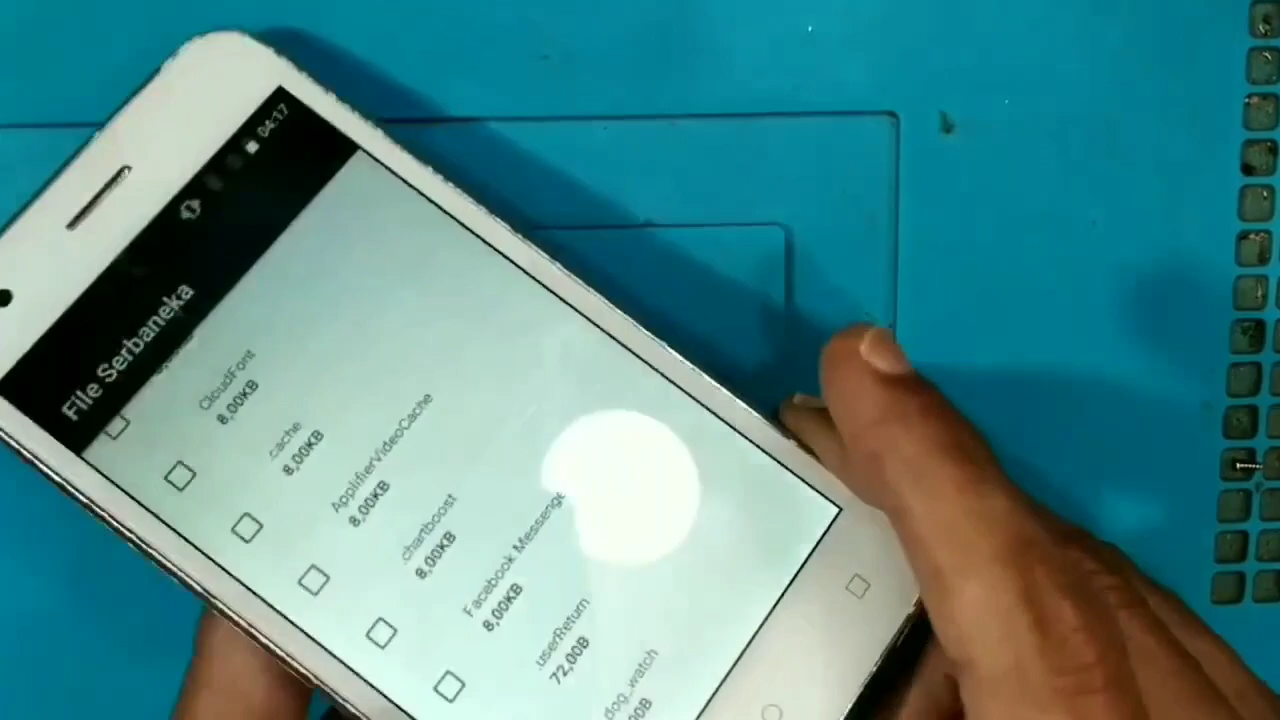 04:17
File Serbaneka
CloudFont
8,00KB
.cache
8,00KB
ApplifierVideoCache
8,00KB
.chartboost
8,00KB
Facebook Messenge
8,00KB
.userReturn
72,00B
dog_watch